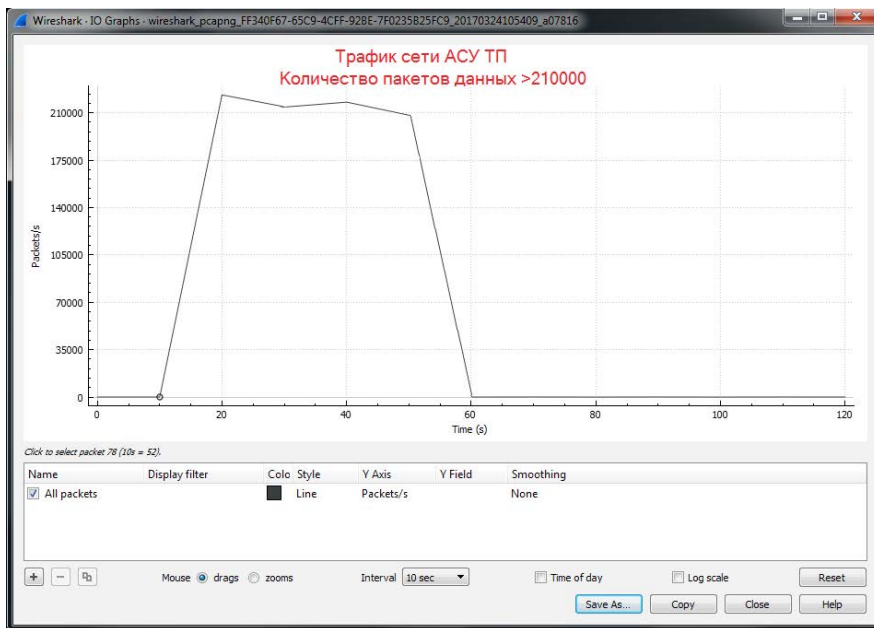 Wireshark · IO Graphs · wireshark_pcapng_FF340F67-65C9-4CFF-928E-7F0235B25FC9_20170324105409_a07816
Трафик сети АСУ ТП
Количество пакетов данных >210000
210000
175000
140000
105000
70000
35000
0
Packets/s
0 20 40 60 80 100 120
Time (s)
Click to select packet 78 (10s = 52).
Name Display filter Colo Style Y Axis Y Field Smoothing
All packets Line Packets/s None
Mouse drags zooms Interval 10 sec Time of day Log scale Reset
Save As... Copy Close Help